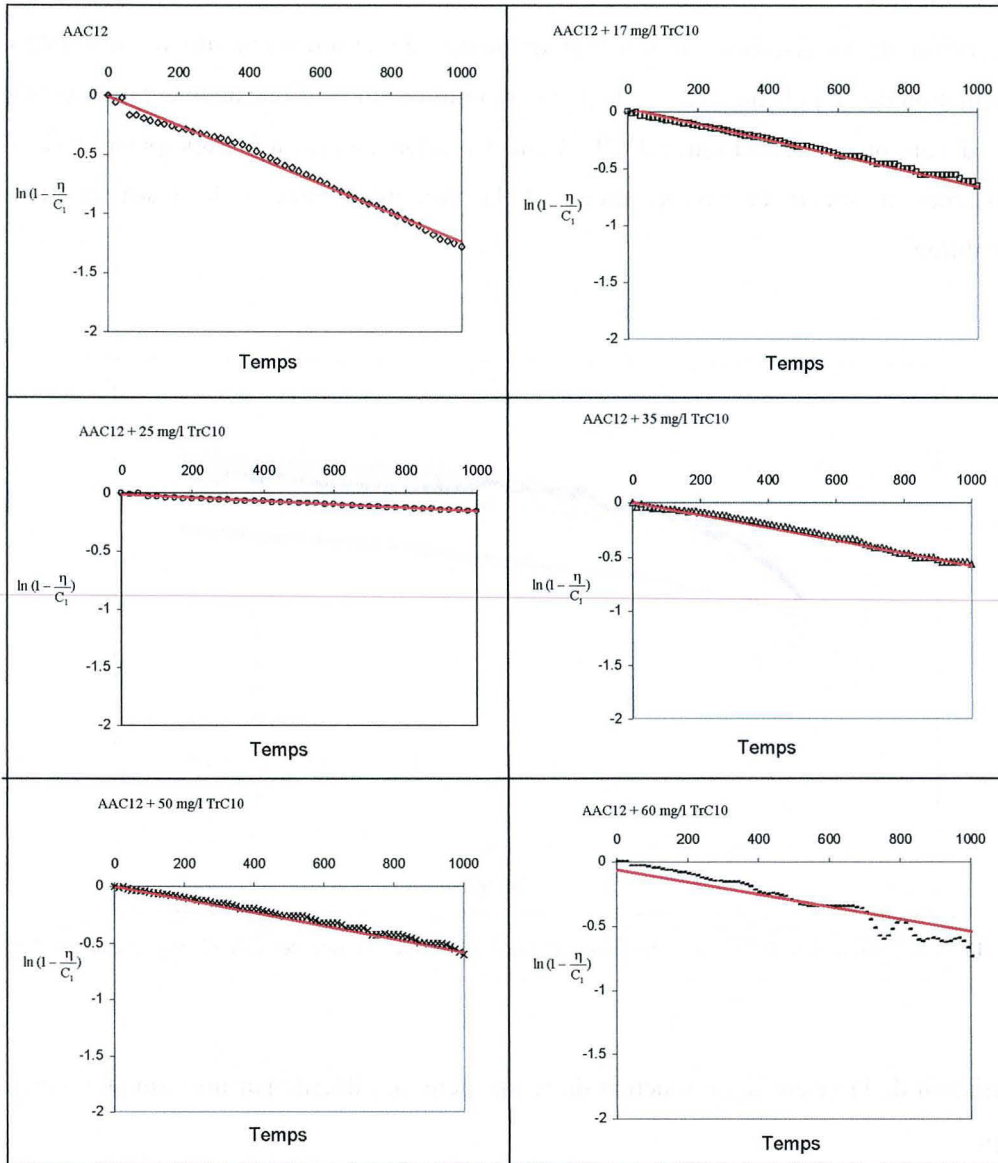 AAC12
0 200 400 600 800 1000
0
-0.5
ln (1 − η/C₁)
-1
-1.5
-2
Temps
AAC12 + 17 mg/l TrC10
0 200 400 600 800 1000
0
-0.5
ln (1 − η/C₁)
-1
-1.5
-2
Temps
AAC12 + 25 mg/l TrC10
0 200 400 600 800 1000
0
-0.5
ln (1 − η/C₁)
-1
-1.5
-2
Temps
AAC12 + 35 mg/l TrC10
0 200 400 600 800 1000
0
-0.5
ln (1 − η/C₁)
-1
-1.5
-2
Temps
AAC12 + 50 mg/l TrC10
0 200 400 600 800 1000
0
-0.5
ln (1 − η/C₁)
-1
-1.5
-2
Temps
AAC12 + 60 mg/l TrC10
0 200 400 600 800 1000
0
-0.5
ln (1 − η/C₁)
-1
-1.5
-2
Temps